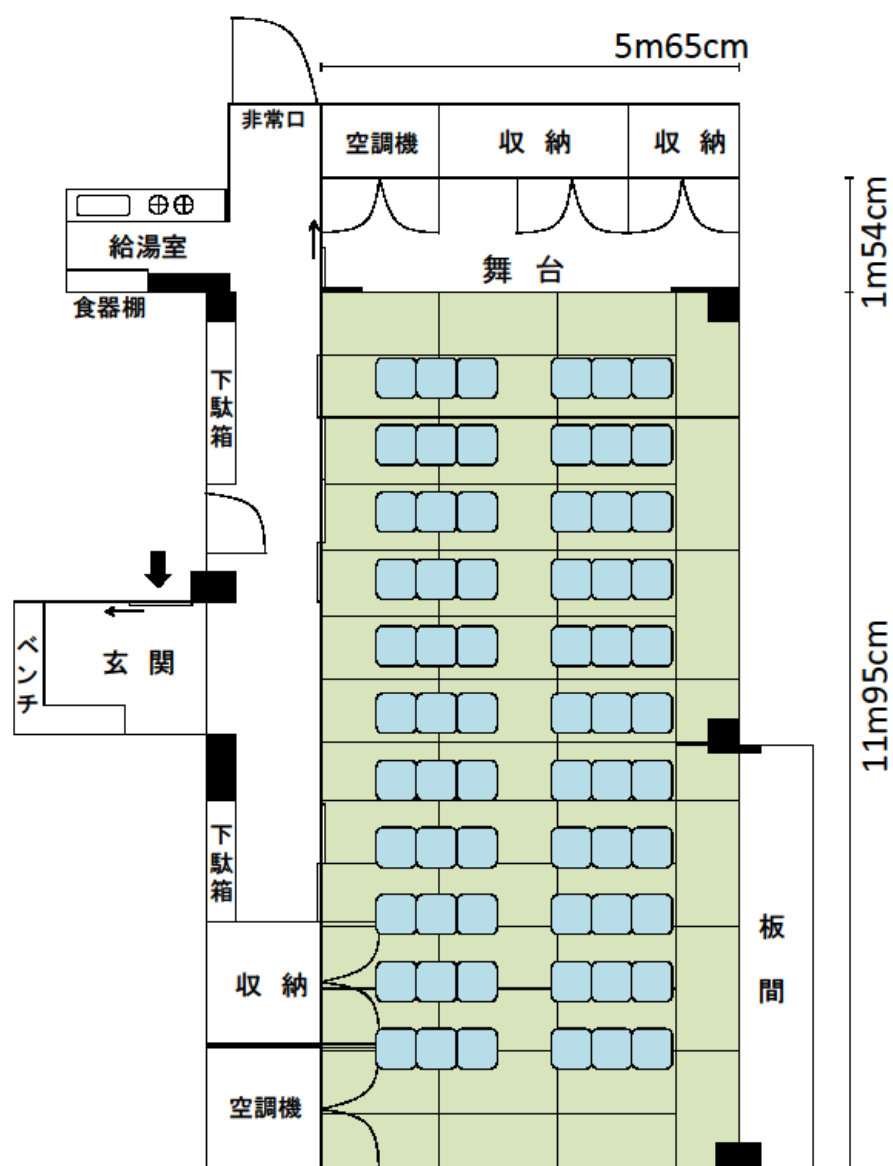 5m65cm
非常口
空調機
収 納
収 納
1m54cm
給湯室
舞 台
食器棚
下駄箱
玄 関
ベンチ
11m95cm
下駄箱
板間
収 納
空調機